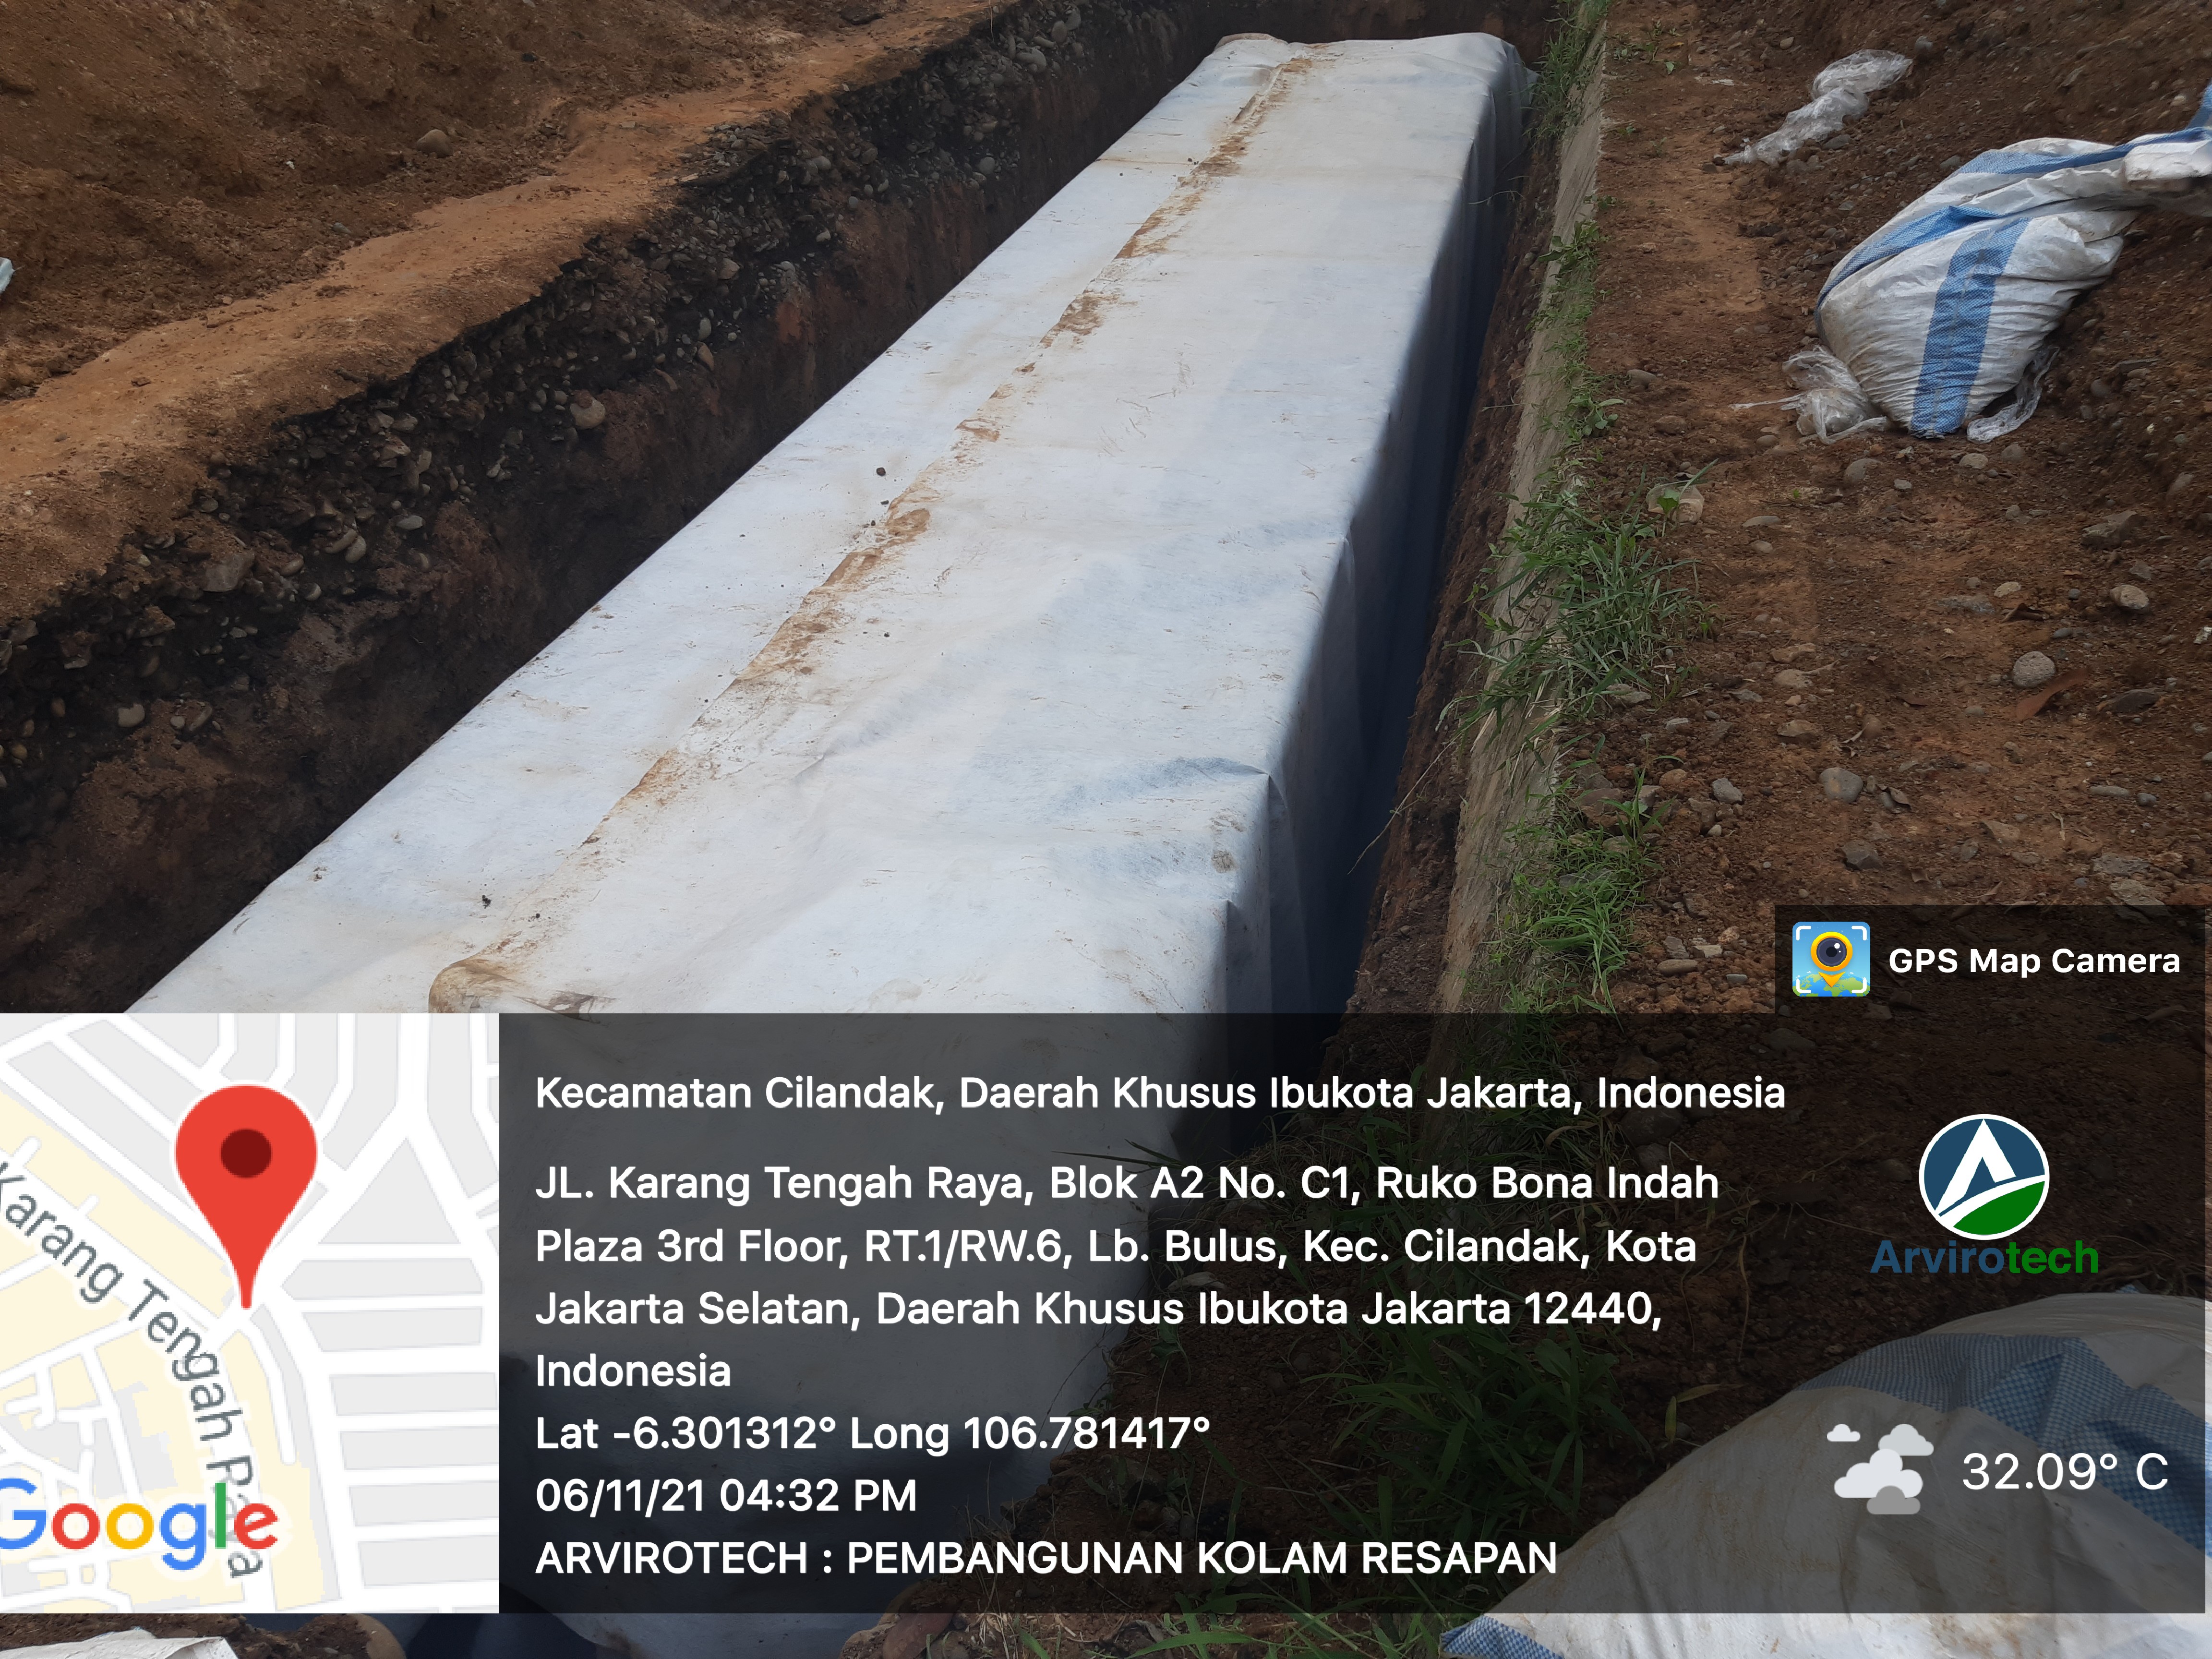 GPS Map Camera
Kecamatan Cilandak, Daerah Khusus Ibukota Jakarta, Indonesia
JL. Karang Tengah Raya, Blok A2 No. C1, Ruko Bona Indah
Plaza 3rd Floor, RT.1/RW.6, Lb. Bulus, Kec. Cilandak, Kota
Jakarta Selatan, Daerah Khusus Ibukota Jakarta 12440,
Indonesia
Lat -6.301312° Long 106.781417°
06/11/21 04:32 PM
ARVIROTECH : PEMBANGUNAN KOLAM RESAPAN
Arvirotech
32.09° C
Karang Tengah Raya
Google